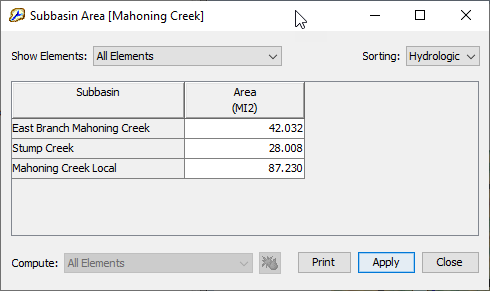 Subbasin Area [Mahoning Creek]
Show Elements: All Elements Sorting: Hydrologic
Subbasin Area (MI2)
East Branch Mahoning Creek 42.032
Stump Creek 28.008
Mahoning Creek Local 87.230
Compute: All Elements Print Apply Close